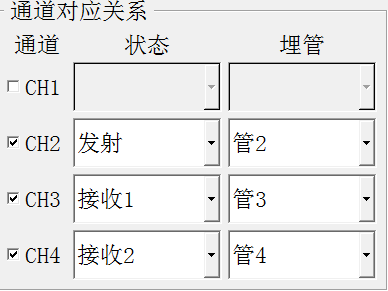 通道对应关系
通道 状态 埋管
CH1
CH2 发射 管2
CH3 接收1 管3
CH4 接收2 管4